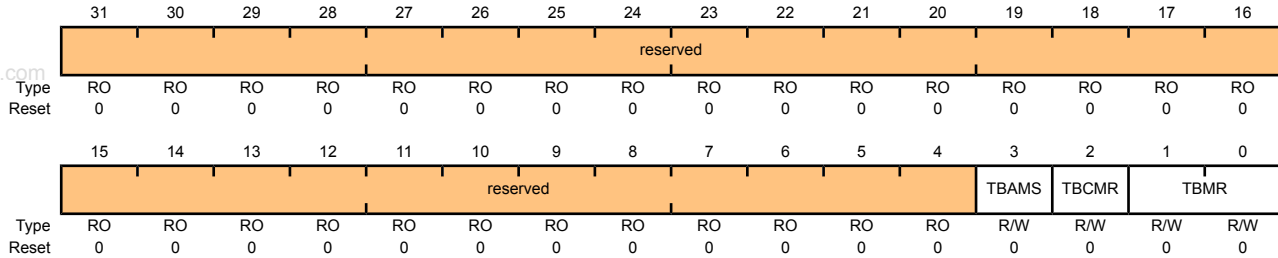 31 30 29 28 27 26 25 24 23 22 21 20 19 18 17 16
reserved
.com
Type RO RO RO RO RO RO RO RO RO RO RO RO RO RO RO RO
Reset 0 0 0 0 0 0 0 0 0 0 0 0 0 0 0 0
15 14 13 12 11 10 9 8 7 6 5 4 3 2 1 0
reserved TBAMS TBCMR TBMR
Type RO RO RO RO RO RO RO RO RO RO RO RO R/W R/W R/W R/W
Reset 0 0 0 0 0 0 0 0 0 0 0 0 0 0 0 0